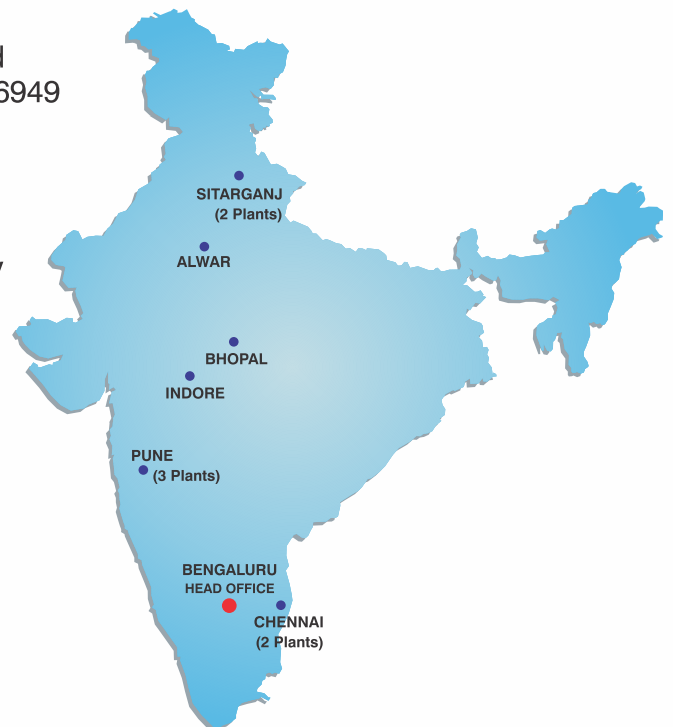 6949
SITARGANJ
(2 Plants)
ALWAR
BHOPAL
INDORE
PUNE
(3 Plants)
BENGALURU
HEAD OFFICE
CHENNAI
(2 Plants)